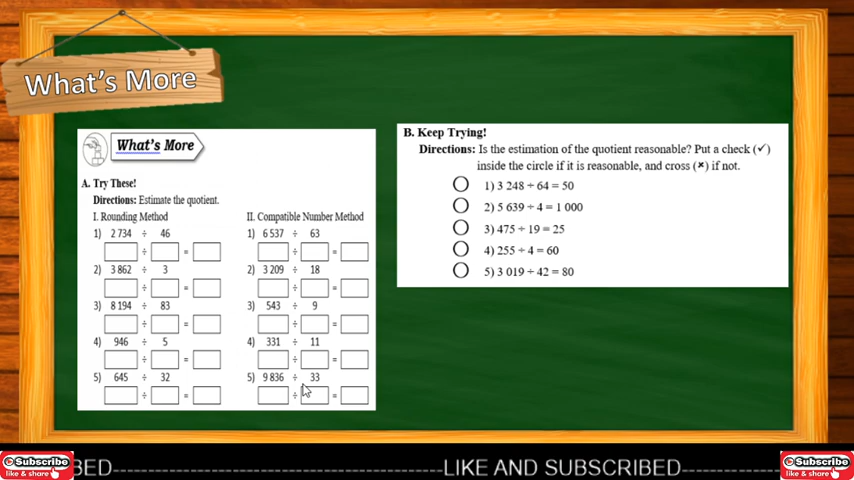 What's More
What's More
A. Try These!
Directions: Estimate the quotient.
I. Rounding Method
1) 2 734 ÷ 46
÷ =
2) 3 862 ÷ 3
÷ =
3) 8 194 ÷ 83
÷ =
4) 946 ÷ 5
÷ =
5) 645 ÷ 32
÷ =
II. Compatible Number Method
1) 6 537 ÷ 63
÷ =
2) 3 209 ÷ 18
÷ =
3) 543 ÷ 9
÷ =
4) 331 ÷ 11
÷ =
5) 9 836 ÷ 33
÷ =
B. Keep Trying!
Directions: Is the estimation of the quotient reasonable? Put a check (✓)
inside the circle if it is reasonable, and cross (×) if not.
1) 3 248 ÷ 64 = 50
2) 5 639 ÷ 4 = 1 000
3) 475 ÷ 19 = 25
4) 255 ÷ 4 = 60
5) 3 019 ÷ 42 = 80
Subscribe
like & share
BED---------------------------------------------LIKE AND SUBSCRIBED--------------
Subscribe
like & share